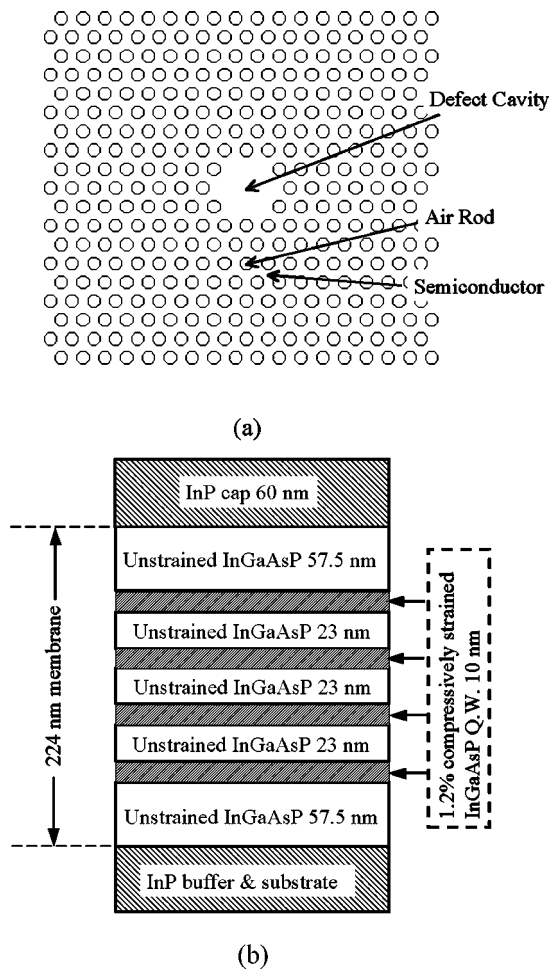 Defect Cavity
Air Rod
Semiconductor
(a)
InP cap 60 nm
Unstrained InGaAsP 57.5 nm
Unstrained InGaAsP 23 nm
Unstrained InGaAsP 23 nm
Unstrained InGaAsP 23 nm
Unstrained InGaAsP 57.5 nm
InP buffer & substrate
224 nm membrane
1.2% compressively strained
InGaAsP Q.W. 10 nm
(b)